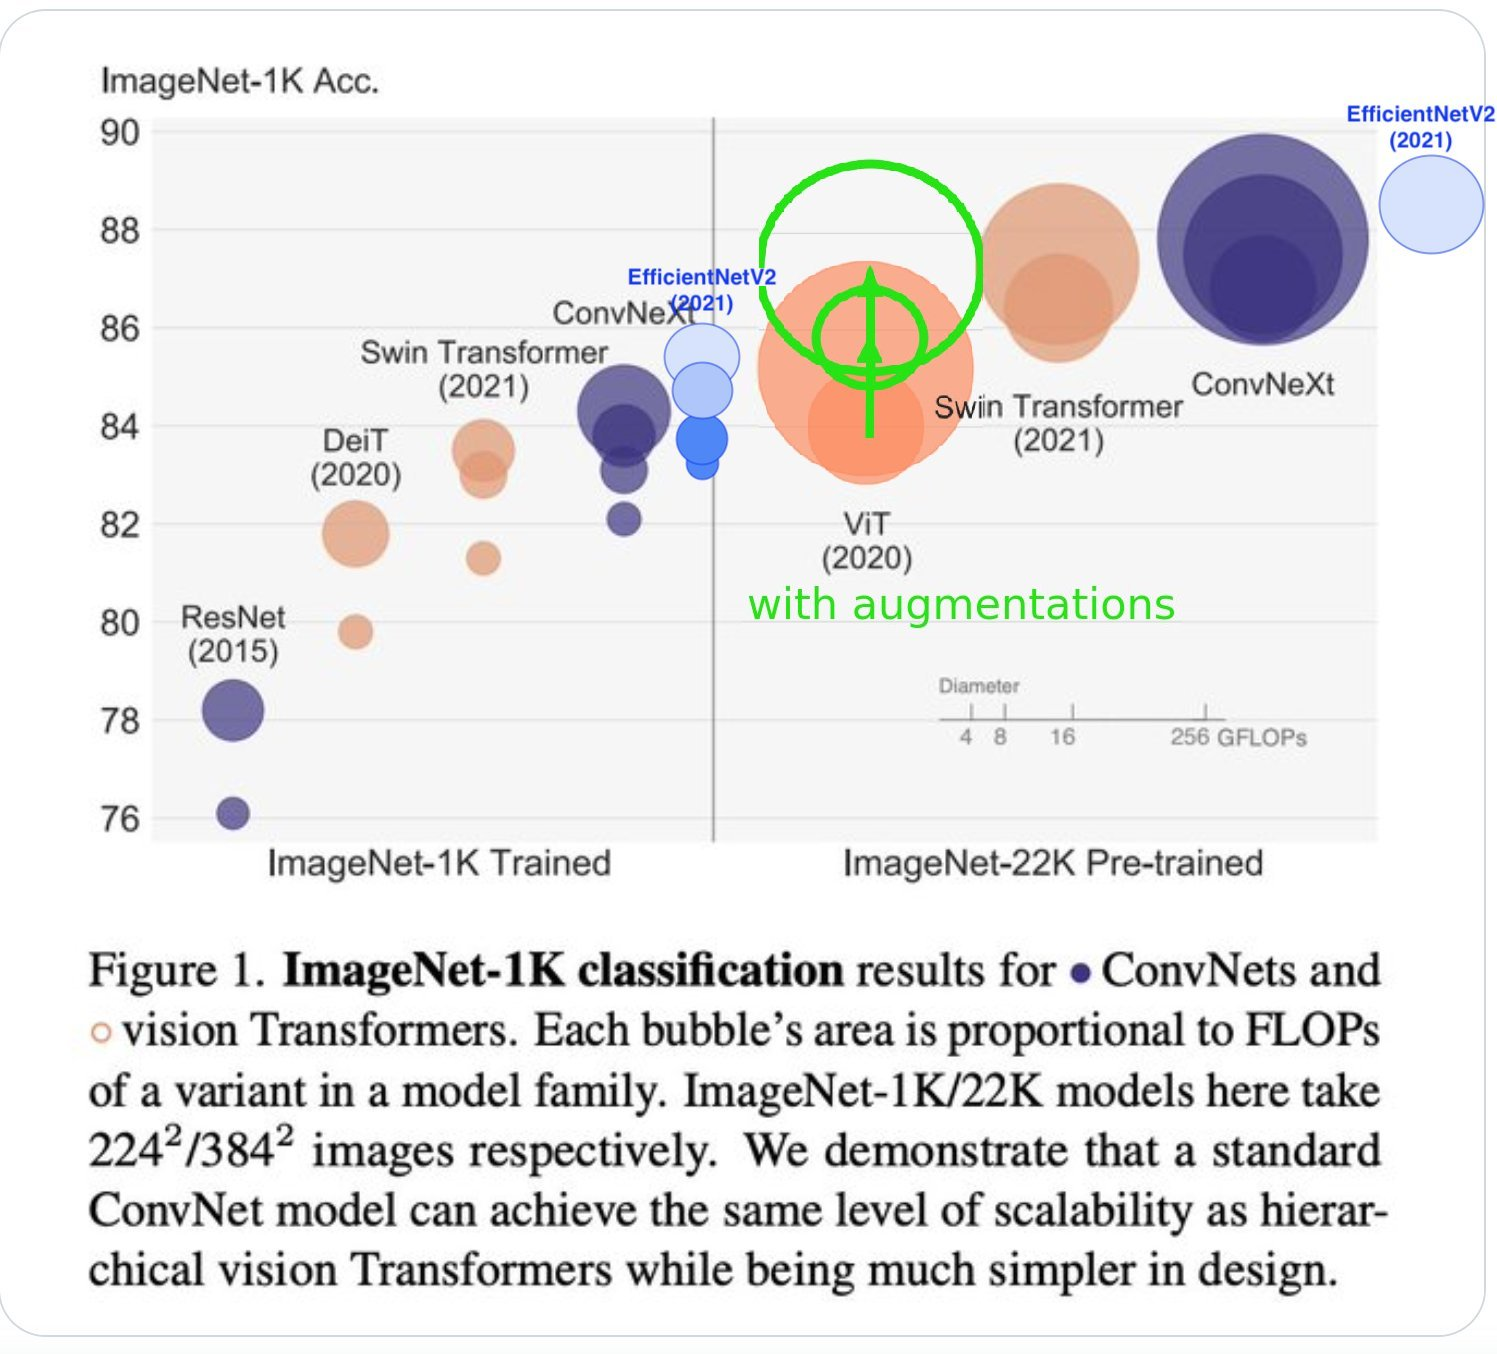 ImageNet-1K Acc.
90
88
86
84
82
80
78
76
ResNet
(2015)
DeiT
(2020)
Swin Transformer
(2021)
ConvNeXt
EfficientNetV2
(2021)
ViT
(2020)
with augmentations
Swin Transformer
(2021)
ConvNeXt
EfficientNetV2
(2021)
Diameter
4 8 16 256 GFLOPs
ImageNet-1K Trained
ImageNet-22K Pre-trained
Figure 1. ImageNet-1K classification results for ● ConvNets and
○ vision Transformers. Each bubble’s area is proportional to FLOPs
of a variant in a model family. ImageNet-1K/22K models here take
224²/384² images respectively. We demonstrate that a standard
ConvNet model can achieve the same level of scalability as hierar-
chical vision Transformers while being much simpler in design.